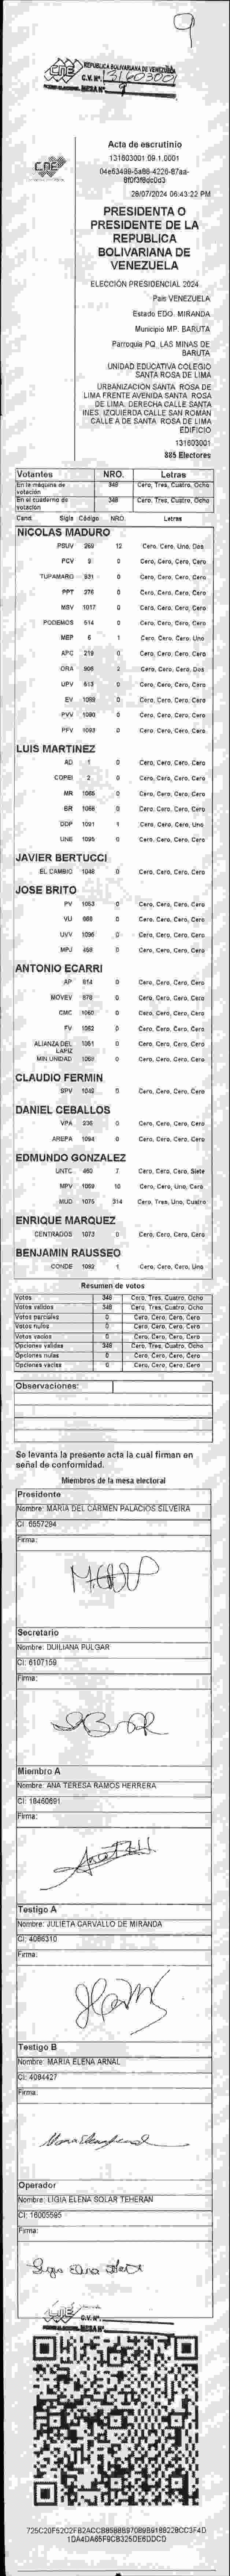 9
CNE REPUBLICA BOLIVARIANA DE VENEZUELA
C.V. Nº 131603001
MESA Nº 9
CNE
Acta de escrutinio
131603001.09.1.0001
28/07/2024 06:43:22 PM
PRESIDENTA O
PRESIDENTE DE LA
REPUBLICA
BOLIVARIANA DE
VENEZUELA
ELECCIÓN PRESIDENCIAL 2024
País VENEZUELA
Estado EDO. MIRANDA
Municipio MP. BARUTA
Parroquia PQ. LAS MINAS DE
BARUTA
UNIDAD EDUCATIVA COLEGIO
SANTA ROSA DE LIMA
URBANIZACIÓN SANTA ROSA DE
LIMA FRENTE AVENIDA SANTA ROSA
DE LIMA. DERECHA CALLE SANTA
INES. IZQUIERDA CALLE SAN ROMAN
CALLE A DE SANTA ROSA DE LIMA
EDIFICIO
131603001
885 Electores
Votantes NRO. Letras
En la máquina de votación 348 Cero, Tres, Cuatro, Ocho
En el cuaderno de votación 348 Cero, Tres, Cuatro, Ocho
Cand. Sigla Código NRO. Letras
NICOLAS MADURO
PSUV 269 12 Cero, Cero, Uno, Dos
PCV 9 0 Cero, Cero, Cero, Cero
TUPAMARO 931 0 Cero, Cero, Cero, Cero
PPT 276 0 Cero, Cero, Cero, Cero
MSV 1017 0 Cero, Cero, Cero, Cero
PODEMOS 514 0 Cero, Cero, Cero, Cero
MEP 6 1 Cero, Cero, Cero, Uno
APC 219 0 Cero, Cero, Cero, Cero
ORA 906 2 Cero, Cero, Cero, Dos
UPV 613 0 Cero, Cero, Cero, Cero
EV 1089 0 Cero, Cero, Cero, Cero
PVV 1090 0 Cero, Cero, Cero, Cero
PFV 1093 0 Cero, Cero, Cero, Cero
LUIS MARTINEZ
AD 1 0 Cero, Cero, Cero, Cero
COPEI 2 0 Cero, Cero, Cero, Cero
MR 1065 0 Cero, Cero, Cero, Cero
BR 1066 0 Cero, Cero, Cero, Cero
DDP 1091 1 Cero, Cero, Cero, Uno
UNE 1095 0 Cero, Cero, Cero, Cero
JAVIER BERTUCCI
EL CAMBIO 1048 0 Cero, Cero, Cero, Cero
JOSE BRITO
PV 1053 0 Cero, Cero, Cero, Cero
VU 668 0 Cero, Cero, Cero, Cero
UVV 1096 0 Cero, Cero, Cero, Cero
MPJ 458 0 Cero, Cero, Cero, Cero
ANTONIO ECARRI
AP 814 0 Cero, Cero, Cero, Cero
MOVEV 878 0 Cero, Cero, Cero, Cero
CMC 1060 0 Cero, Cero, Cero, Cero
FV 1052 0 Cero, Cero, Cero, Cero
ALIANZA DEL LAPIZ 1051 0 Cero, Cero, Cero, Cero
MIN UNIDAD 1088 0 Cero, Cero, Cero, Cero
CLAUDIO FERMIN
SPV 1049 0 Cero, Cero, Cero, Cero
DANIEL CEBALLOS
VPA 236 0 Cero, Cero, Cero, Cero
AREPA 1094 0 Cero, Cero, Cero, Cero
EDMUNDO GONZALEZ
UNTC 460 7 Cero, Cero, Cero, Siete
MPV 1059 10 Cero, Cero, Uno, Cero
MUD 1075 314 Cero, Tres, Uno, Cuatro
ENRIQUE MARQUEZ
CENTRADOS 1073 0 Cero, Cero, Cero, Cero
BENJAMIN RAUSSEO
CONDE 1092 1 Cero, Cero, Cero, Uno
Resumen de votos
Votos 348 Cero, Tres, Cuatro, Ocho
Votos validos 348 Cero, Tres, Cuatro, Ocho
Votos parciales 0 Cero, Cero, Cero, Cero
Votos nulos 0 Cero, Cero, Cero, Cero
Votos vacios 0 Cero, Cero, Cero, Cero
Opciones validas 348 Cero, Tres, Cuatro, Ocho
Opciones nulas 0 Cero, Cero, Cero, Cero
Opciones vacias 0 Cero, Cero, Cero, Cero
Observaciones:
Se levanta la presente acta la cual firman en
señal de conformidad.
Miembros de la mesa electoral
Presidente
Nombre: MARIA DEL CARMEN PALACIOS SILVEIRA
CI: 6557294
Firma:
Secretario
Nombre: DUILIANA PULGAR
CI: 6107159
Firma:
Miembro A
Nombre: ANA TERESA RAMOS HERRERA
CI: 18460691
Firma:
Testigo A
Nombre: JULIETA CARVALLO DE MIRANDA
CI: 4086310
Firma:
Testigo B
Nombre: MARIA ELENA ARNAL
CI: 4084427
Firma:
Operador
Nombre: LIGIA ELENA SOLAR TEHERAN
CI: 16005595
Firma:
CNE
C.V. Nº.
MESA Nº